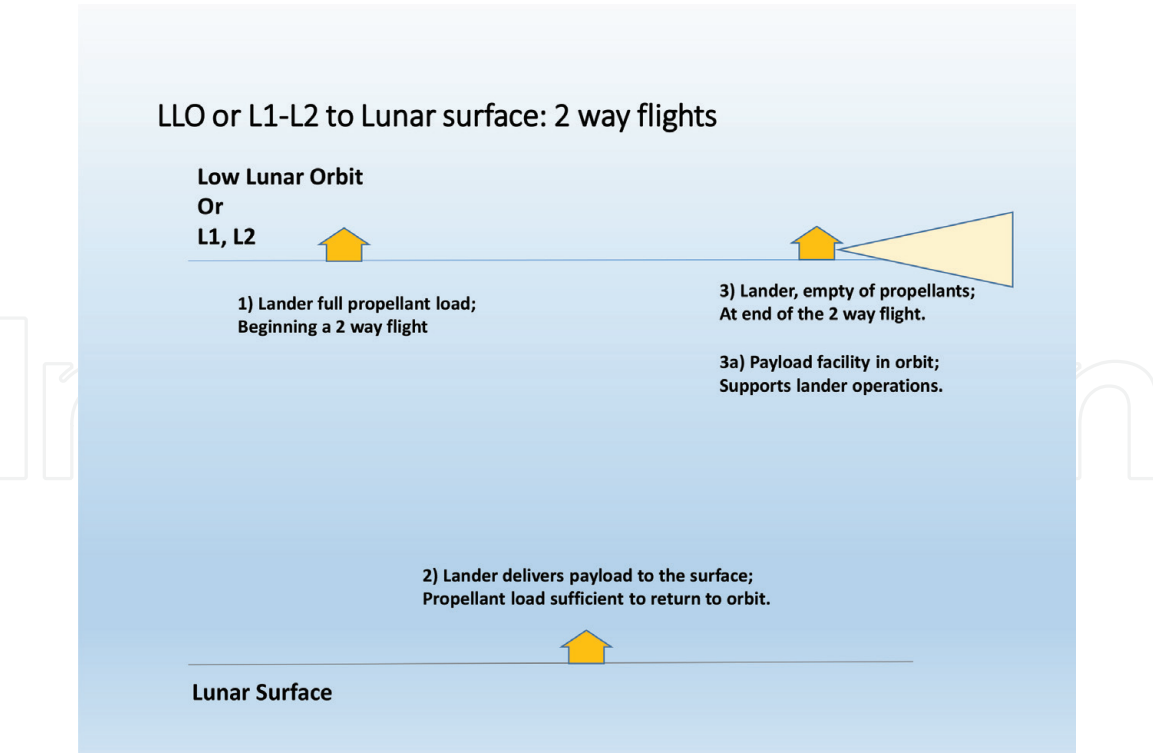 LLO or L1-L2 to Lunar surface: 2 way flights
Low Lunar Orbit
Or
L1, L2
1) Lander full propellant load;
Beginning a 2 way flight
3) Lander, empty of propellants;
At end of the 2 way flight.
3a) Payload facility in orbit;
Supports lander operations.
2) Lander delivers payload to the surface;
Propellant load sufficient to return to orbit.
Lunar Surface